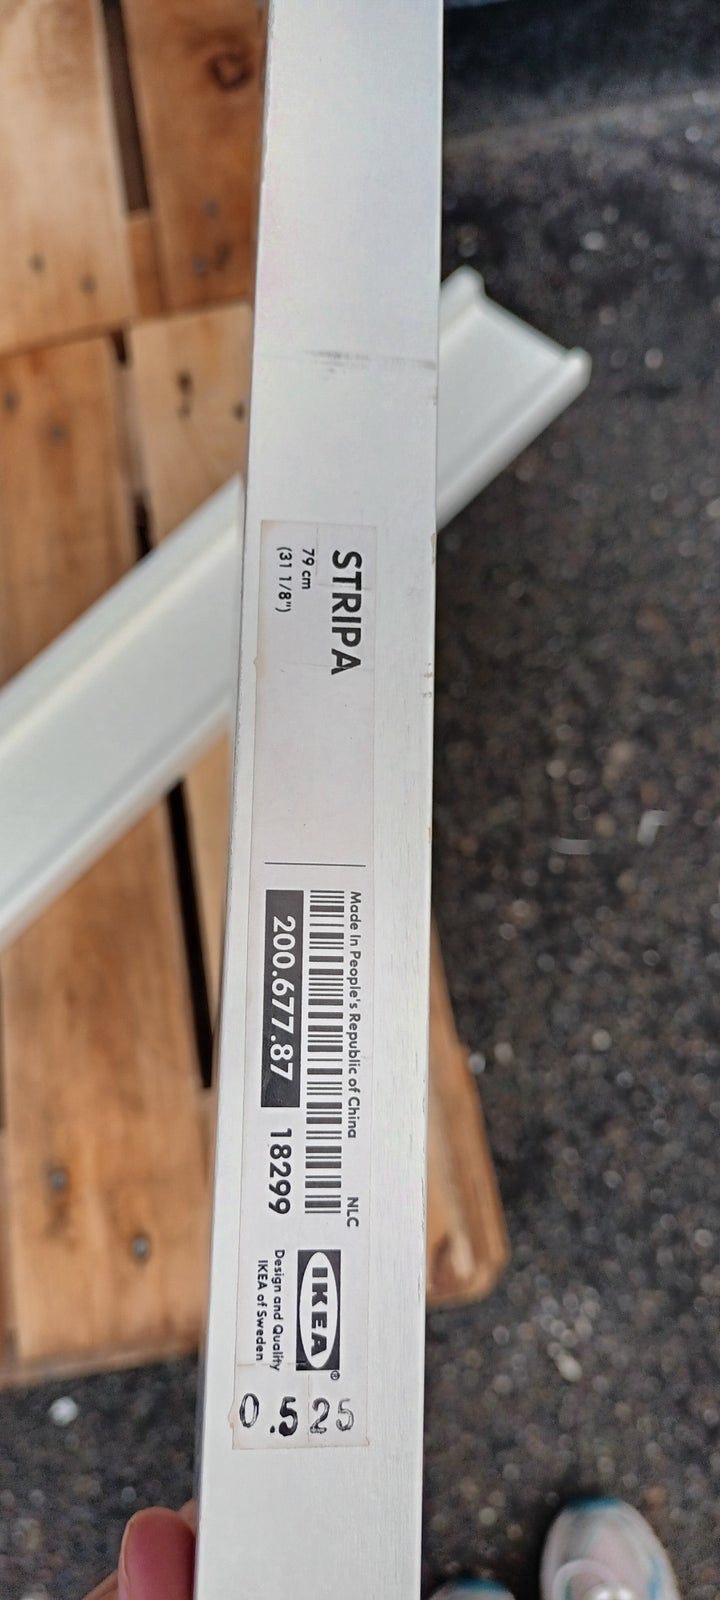 STRIPA
79 cm
(31 1/8")
Made in People's Republic of China NLC
200.677.87 18299
IKEA®
Design and Quality
IKEA of Sweden
0.525